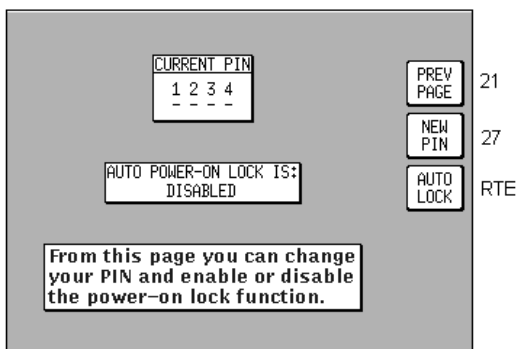 CURRENT PIN
1 2 3 4
AUTO POWER-ON LOCK IS:
DISABLED
From this page you can change
your PIN and enable or disable
the power-on lock function.
PREV
PAGE
21
NEW
PIN
27
AUTO
LOCK
RTE